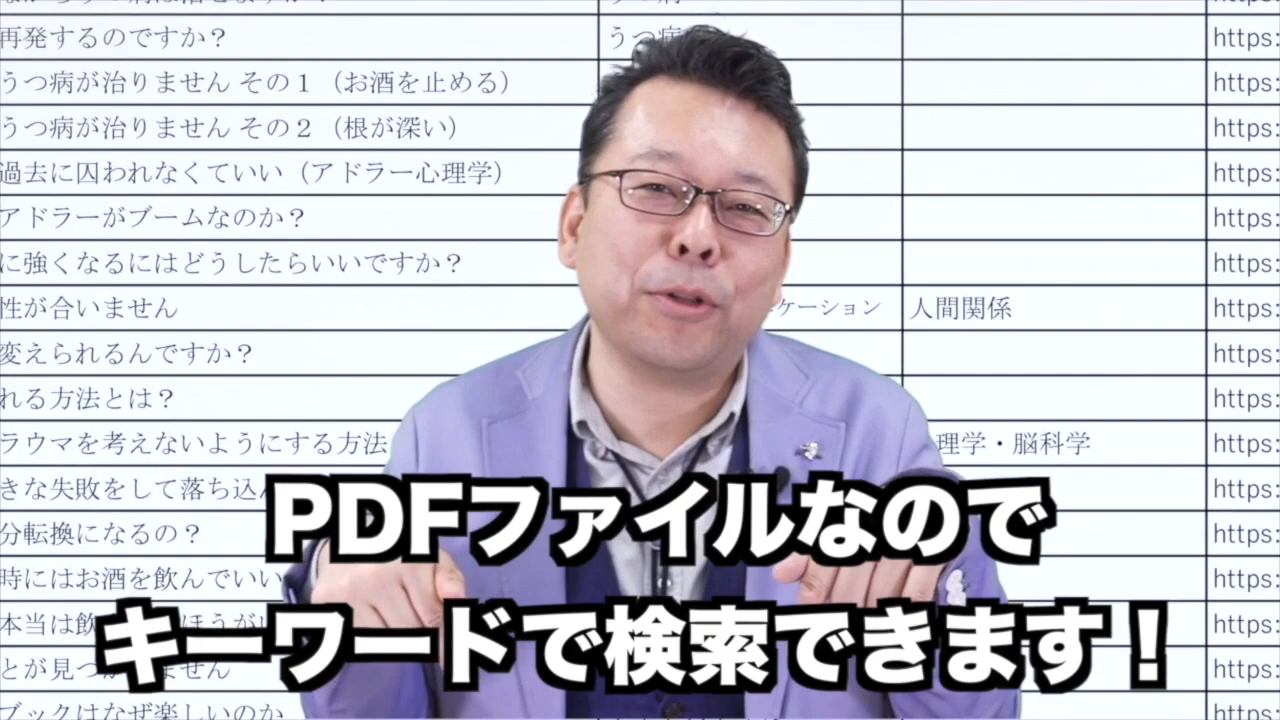 再発するのですか？ うつ病 https:
うつ病が治りません その１（お酒を止める） https:
うつ病が治りません その２（根が深い） https:
過去に囚われなくていい（アドラー心理学） https:
アドラーがブームなのか？ https:
に強くなるにはどうしたらいいですか？ https:
性が合いません ケーション 人間関係 https:
変えられるんですか？ https:
れる方法とは？ https:
ラウマを考えないようにする方法 理学・脳科学 https:
きな失敗をして落ち込 https:
PDFファイルなので
分転換になるの？ https:
時にはお酒を飲んでいい https:
本当は飲 ほうが https:
キーワードで検索できます！
とが見つ ません https:
ブックはなぜ楽しいのか https: